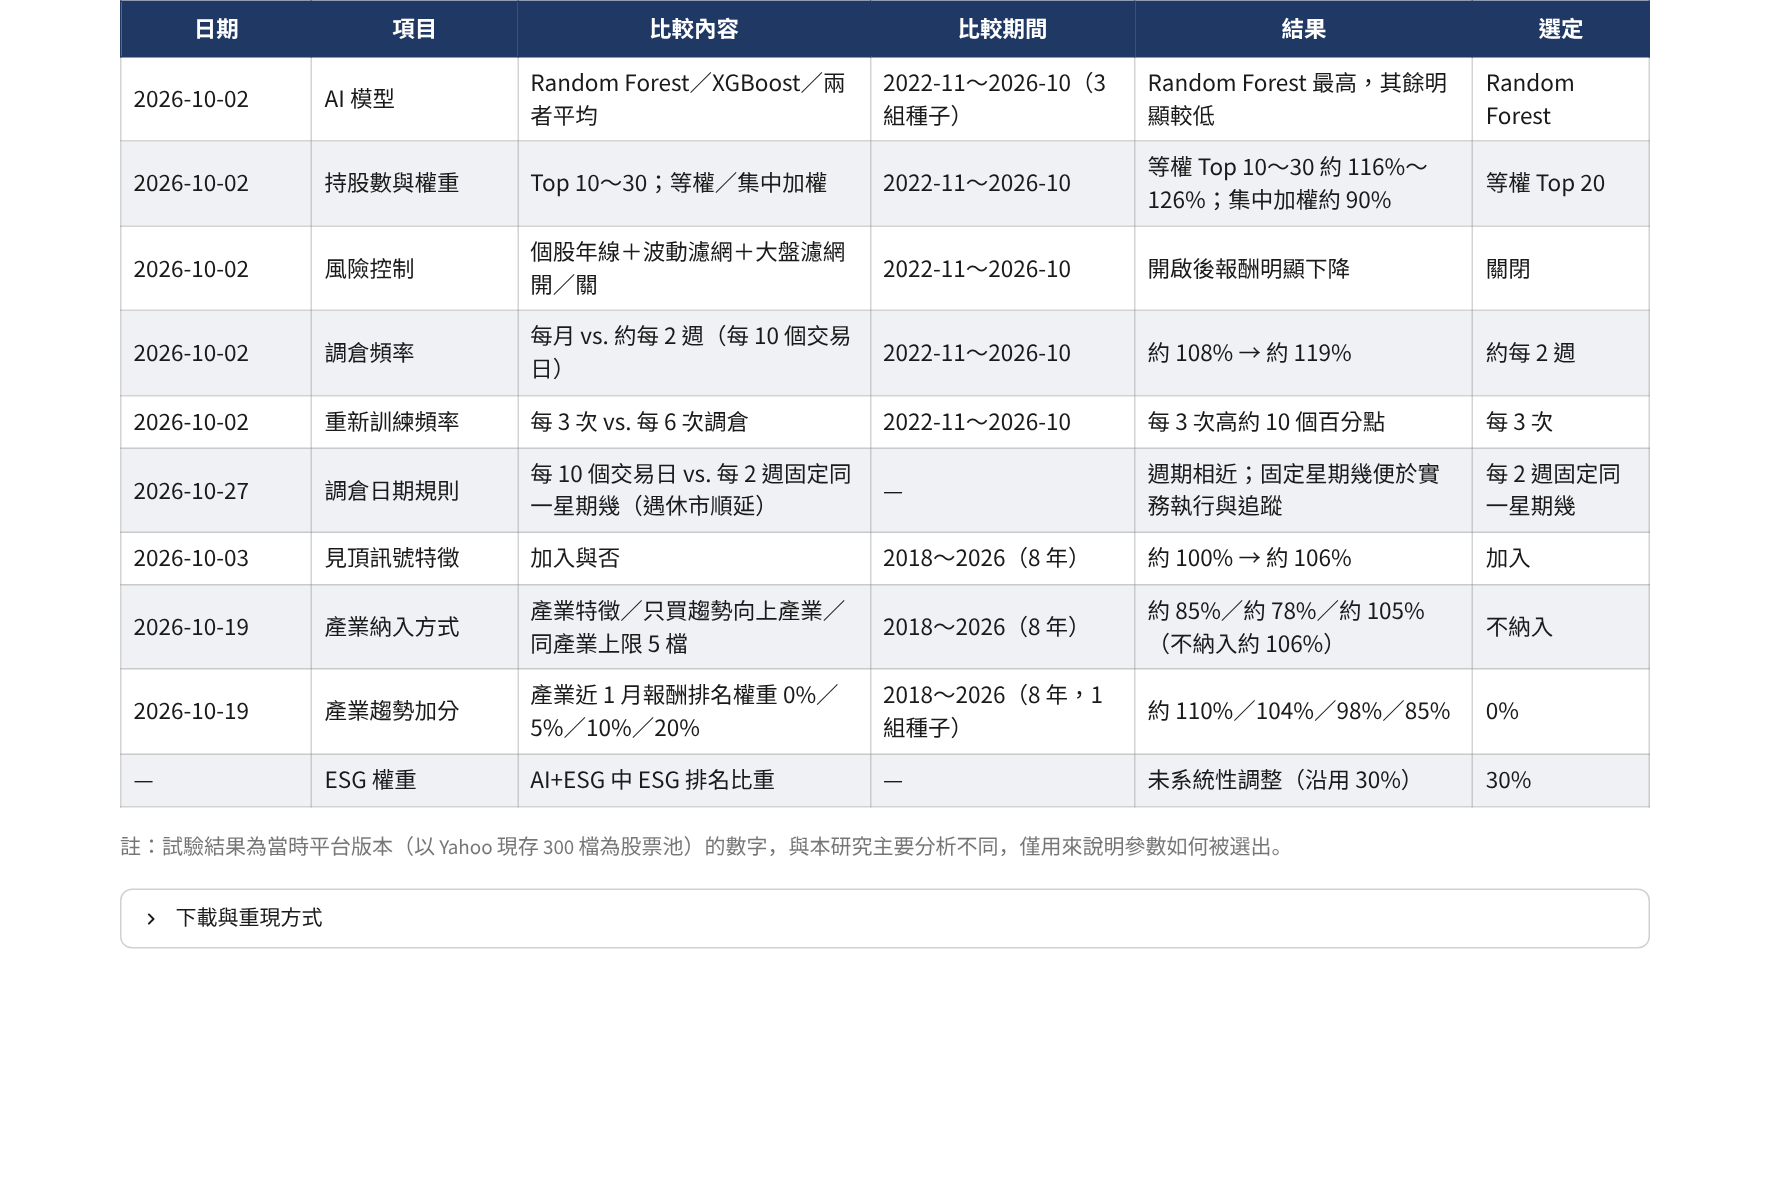 日期 項目 比較內容 比較期間 結果 選定
2026-10-02 AI 模型 Random Forest／XGBoost／兩者平均 2022-11～2026-10（3 組種子） Random Forest 最高，其餘明顯較低 Random Forest
2026-10-02 持股數與權重 Top 10～30；等權／集中加權 2022-11～2026-10 等權 Top 10～30 約 116%～126%；集中加權約 90% 等權 Top 20
2026-10-02 風險控制 個股年線＋波動濾網＋大盤濾網開／關 2022-11～2026-10 開啟後報酬明顯下降 關閉
2026-10-02 調倉頻率 每月 vs. 約每 2 週（每 10 個交易日） 2022-11～2026-10 約 108% → 約 119% 約每 2 週
2026-10-02 重新訓練頻率 每 3 次 vs. 每 6 次調倉 2022-11～2026-10 每 3 次高約 10 個百分點 每 3 次
2026-10-27 調倉日期規則 每 10 個交易日 vs. 每 2 週固定同一星期幾（遇休市順延） — 週期相近；固定星期幾便於實務執行與追蹤 每 2 週固定同一星期幾
2026-10-03 見頂訊號特徵 加入與否 2018～2026（8 年） 約 100% → 約 106% 加入
2026-10-19 產業納入方式 產業特徵／只買趨勢向上產業／同產業上限 5 檔 2018～2026（8 年） 約 85%／約 78%／約 105%（不納入約 106%） 不納入
2026-10-19 產業趨勢加分 產業近 1 月報酬排名權重 0%／5%／10%／20% 2018～2026（8 年，1 組種子） 約 110%／104%／98%／85% 0%
— ESG 權重 AI+ESG 中 ESG 排名比重 — 未系統性調整（沿用 30%） 30%
註：試驗結果為當時平台版本（以 Yahoo 現存 300 檔為股票池）的數字，與本研究主要分析不同，僅用來說明參數如何被選出。
下載與重現方式